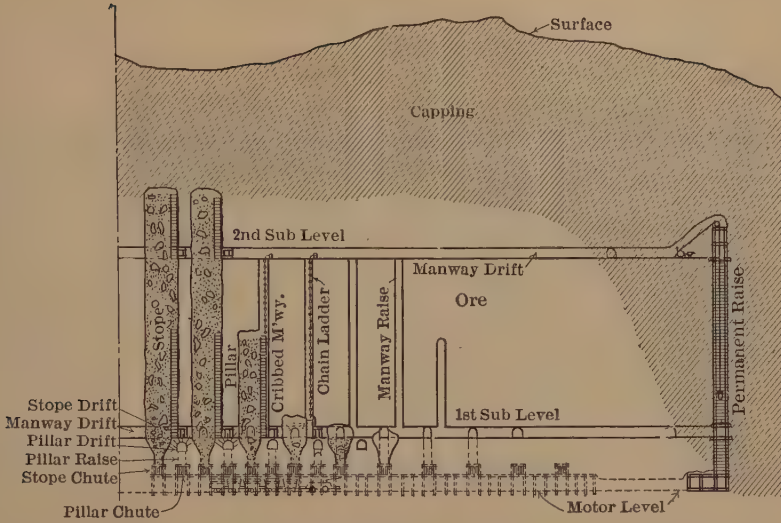 Surface
Capping
2nd Sub Level
Manway Drift
Ore
Stope
Pillar
Cribbed M'wy.
Chain Ladder
Manway Raise
Permanent Raise
1st Sub Level
Stope Drift
Manway Drift
Pillar Drift
Pillar Raise
Stope Chute
Pillar Chute
Motor Level